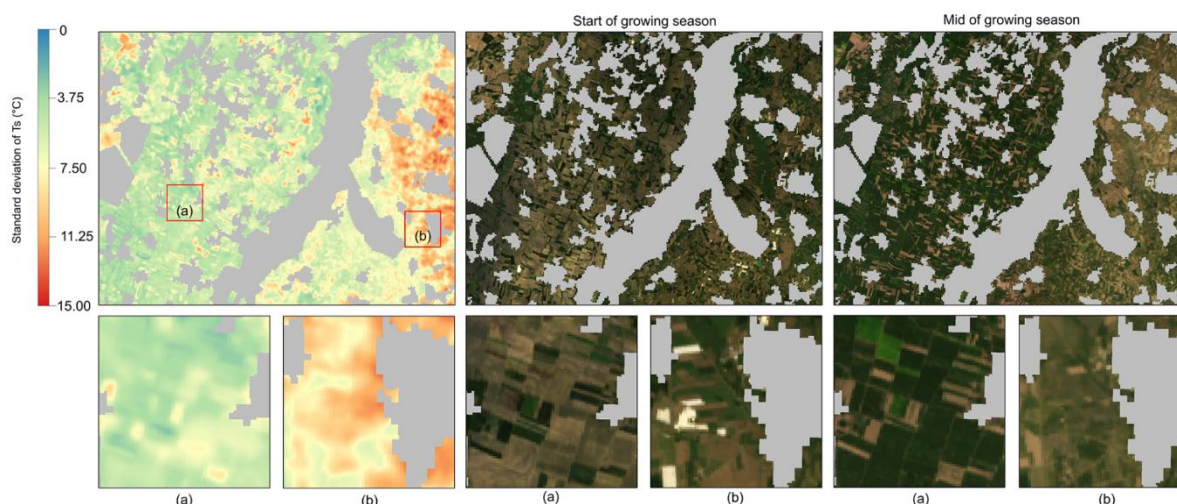 Start of growing season
Mid of growing season
Standard deviation of Ts (°C)
0
3.75
7.50
11.25
15.00
(a)
(b)
(a)
(b)
(a)
(b)
(a)
(b)